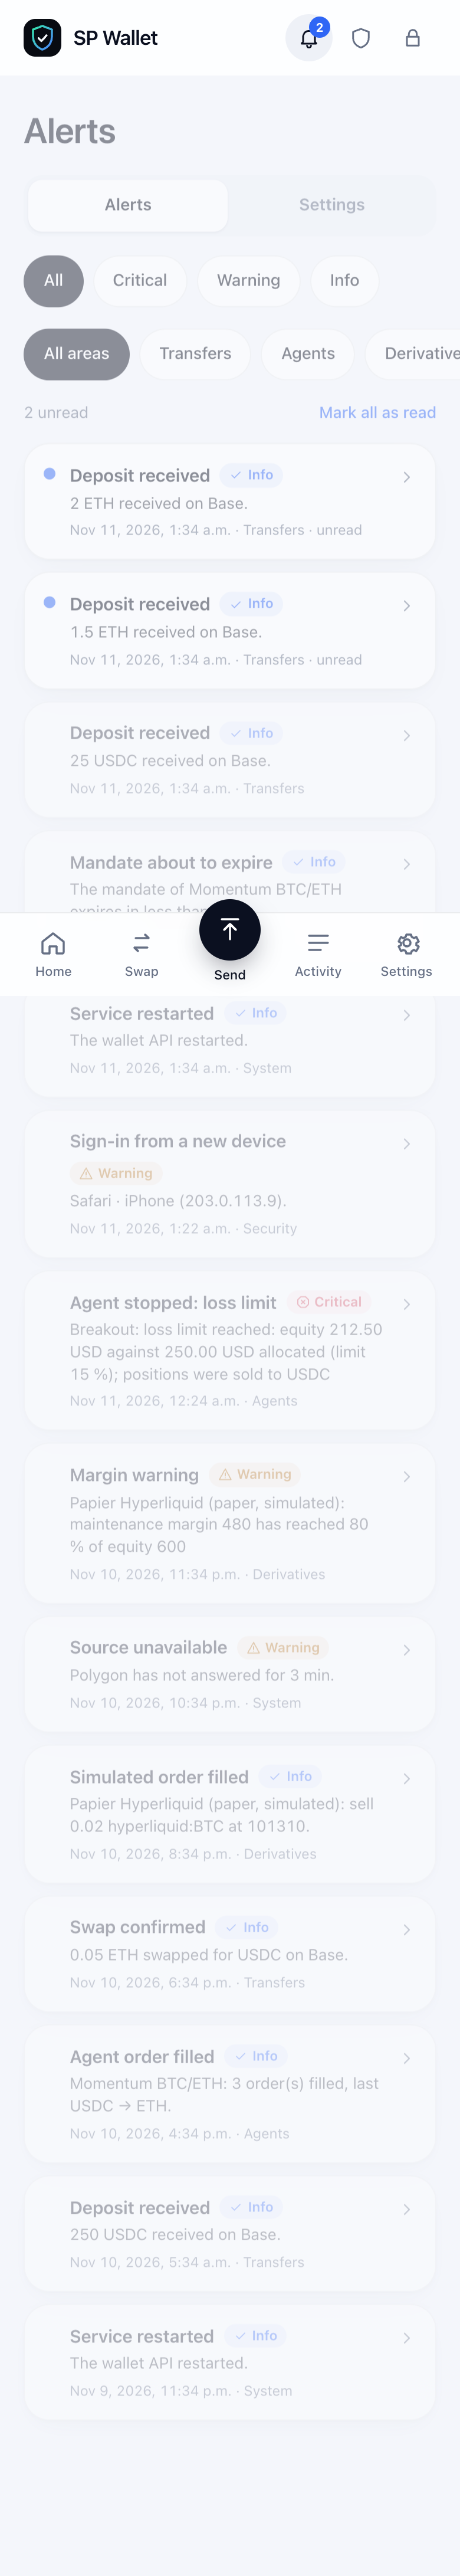 SP Wallet
2
Alerts
Alerts
Settings
All
Critical
Warning
Info
All areas
Transfers
Agents
Derivative
2 unread
Mark all as read
Deposit received
Info
2 ETH received on Base.
Nov 11, 2026, 1:34 a.m. · Transfers · unread
Deposit received
Info
1.5 ETH received on Base.
Nov 11, 2026, 1:34 a.m. · Transfers · unread
Deposit received
Info
25 USDC received on Base.
Nov 11, 2026, 1:34 a.m. · Transfers
Mandate about to expire
Info
The mandate of Momentum BTC/ETH
expires in less than
Home
Swap
Send
Activity
Settings
Service restarted
Info
The wallet API restarted.
Nov 11, 2026, 1:34 a.m. · System
Sign-in from a new device
Warning
Safari · iPhone (203.0.113.9).
Nov 11, 2026, 1:22 a.m. · Security
Agent stopped: loss limit
Critical
Breakout: loss limit reached: equity 212.50
USD against 250.00 USD allocated (limit
15 %); positions were sold to USDC
Nov 11, 2026, 12:24 a.m. · Agents
Margin warning
Warning
Papier Hyperliquid (paper, simulated):
maintenance margin 480 has reached 80
% of equity 600
Nov 10, 2026, 11:34 p.m. · Derivatives
Source unavailable
Warning
Polygon has not answered for 3 min.
Nov 10, 2026, 10:34 p.m. · System
Simulated order filled
Info
Papier Hyperliquid (paper, simulated): sell
0.02 hyperliquid:BTC at 101310.
Nov 10, 2026, 8:34 p.m. · Derivatives
Swap confirmed
Info
0.05 ETH swapped for USDC on Base.
Nov 10, 2026, 6:34 p.m. · Transfers
Agent order filled
Info
Momentum BTC/ETH: 3 order(s) filled, last
USDC → ETH.
Nov 10, 2026, 4:34 p.m. · Agents
Deposit received
Info
250 USDC received on Base.
Nov 10, 2026, 5:34 a.m. · Transfers
Service restarted
Info
The wallet API restarted.
Nov 9, 2026, 11:34 p.m. · System